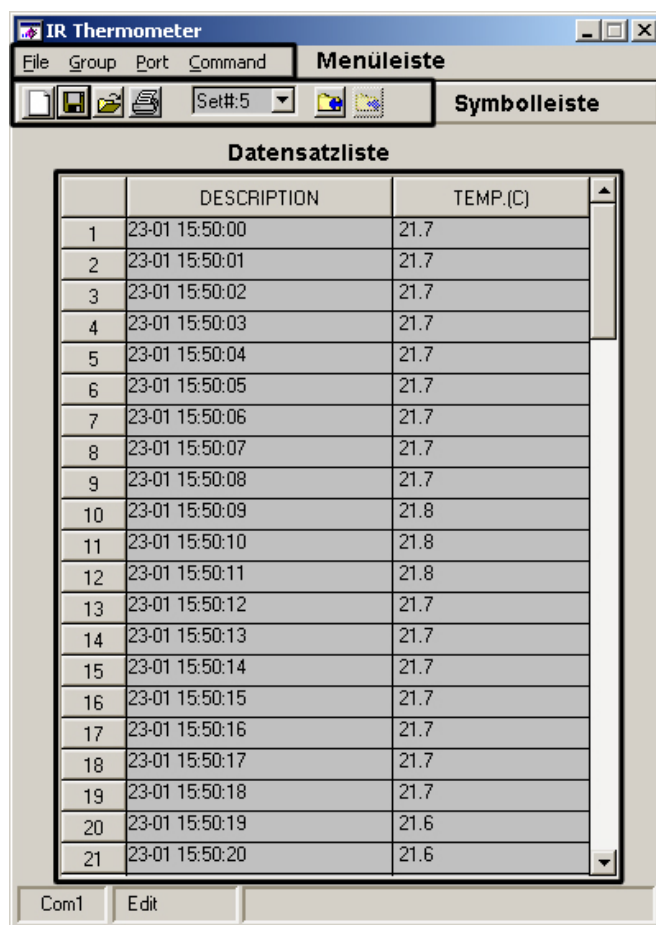 IR Thermometer
File Group Port Command Menüleiste
Set#:5 Symbolleiste
Datensatzliste
DESCRIPTION TEMP.(C)
1 23-01 15:50:00 21.7
2 23-01 15:50:01 21.7
3 23-01 15:50:02 21.7
4 23-01 15:50:03 21.7
5 23-01 15:50:04 21.7
6 23-01 15:50:05 21.7
7 23-01 15:50:06 21.7
8 23-01 15:50:07 21.7
9 23-01 15:50:08 21.7
10 23-01 15:50:09 21.8
11 23-01 15:50:10 21.8
12 23-01 15:50:11 21.8
13 23-01 15:50:12 21.7
14 23-01 15:50:13 21.7
15 23-01 15:50:14 21.7
16 23-01 15:50:15 21.7
17 23-01 15:50:16 21.7
18 23-01 15:50:17 21.7
19 23-01 15:50:18 21.7
20 23-01 15:50:19 21.6
21 23-01 15:50:20 21.6
Com1 Edit